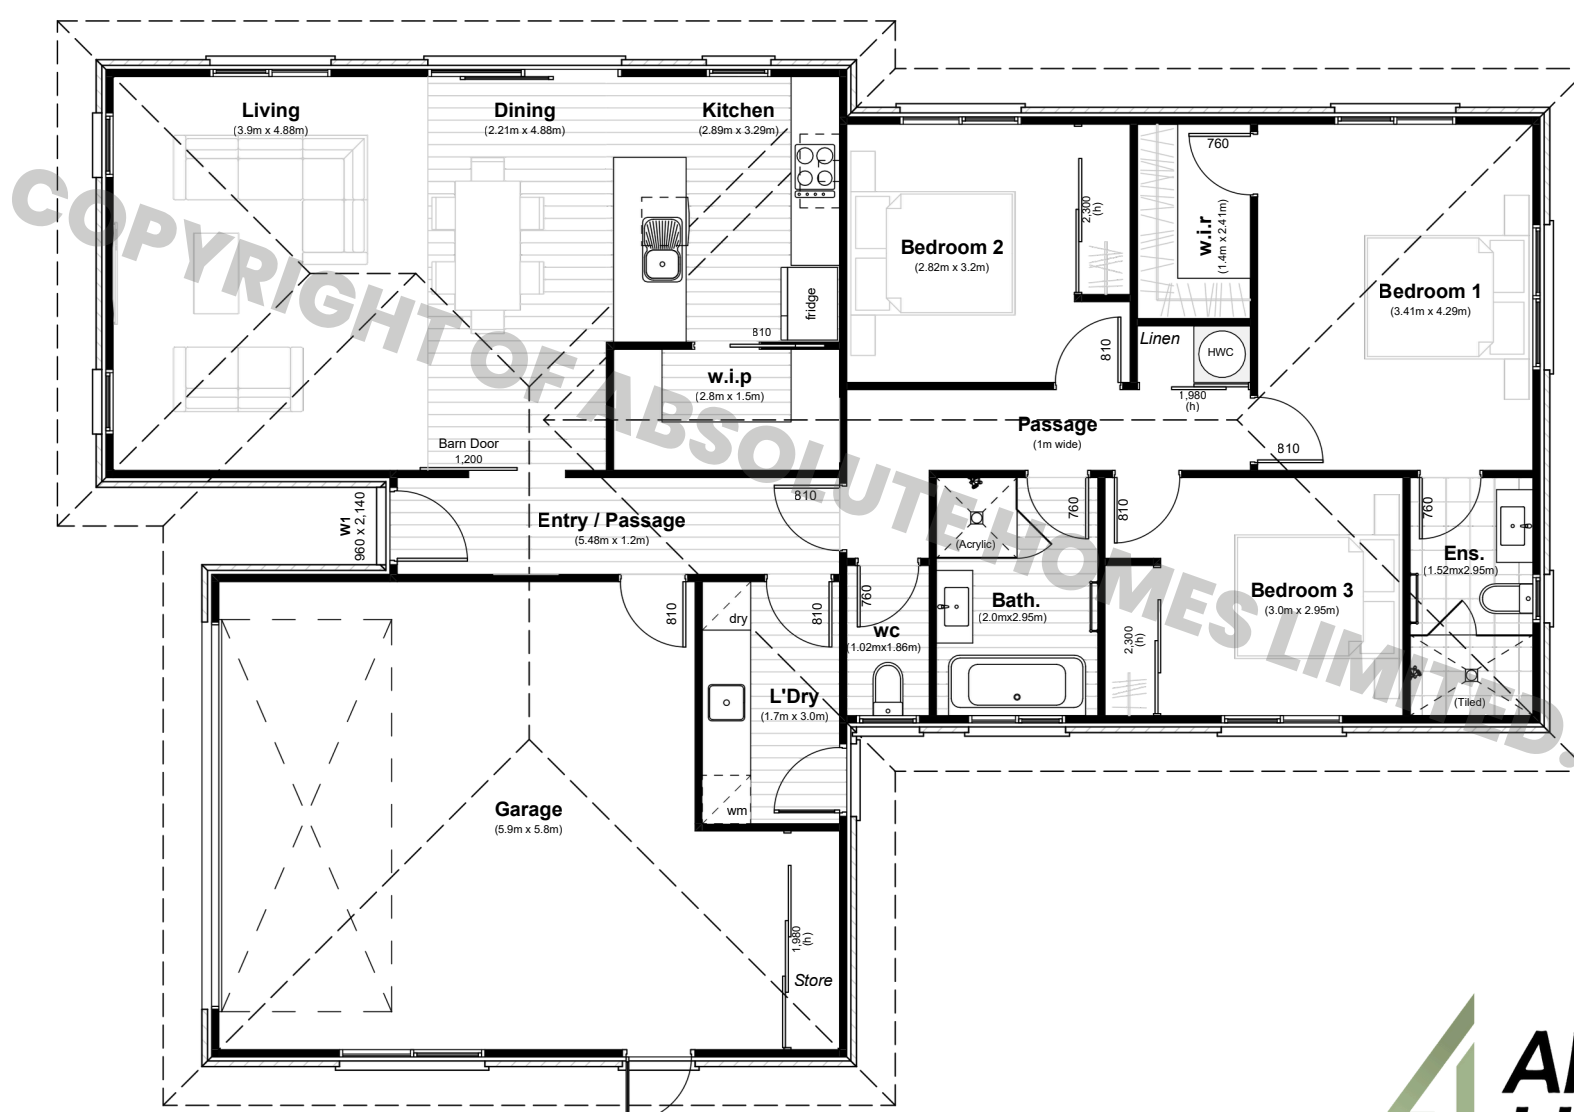 Living
(3.9m x 4.88m)
Dining
(2.21m x 4.88m)
Kitchen
(2.89m x 3.29m)
fridge
810
w.i.p
(2.8m x 1.5m)
Barn Door
1,200
Bedroom 2
(2.82m x 3.2m)
2,300
(h)
810
760
w.i.r
(1.4m x 2.41m)
Linen
HWC
1,980
(h)
Bedroom 1
(3.41m x 4.29m)
810
Passage
(1m wide)
W1
960 x 2,140
Entry / Passage
(5.48m x 1.2m)
810
810
810
760
(Acrylic)
760
Bath.
(2.0mx2.95m)
wc
(1.02mx1.86m)
810
2,300
(h)
Bedroom 3
(3.0m x 2.95m)
760
Ens.
(1.52mx2.95m)
(Tiled)
dry
L'Dry
(1.7m x 3.0m)
wm
Garage
(5.9m x 5.8m)
1,980
(h)
Store
COPYRIGHT OF ABSOLUTE HOMES LIMITED.